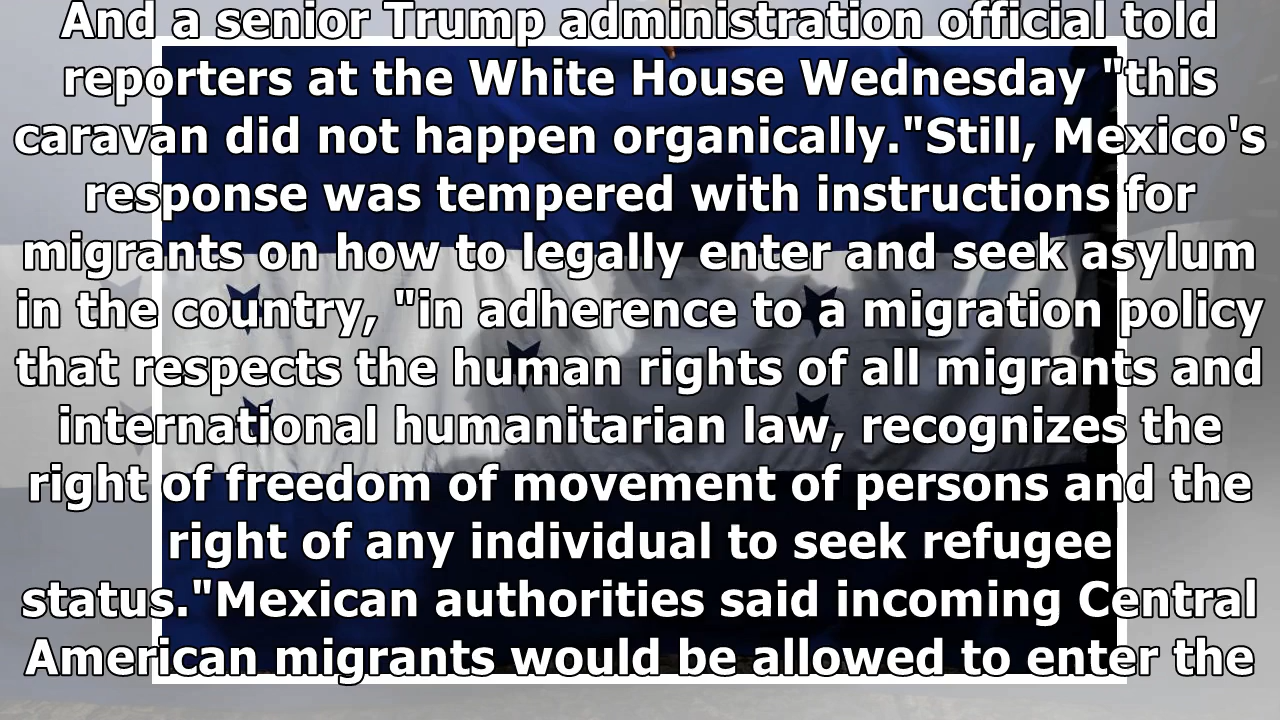 And a senior Trump administration official told
reporters at the White House Wednesday "this
caravan did not happen organically."Still, Mexico's
response was tempered with instructions for
migrants on how to legally enter and seek asylum
in the country, "in adherence to a migration policy
that respects the human rights of all migrants and
international humanitarian law, recognizes the
right of freedom of movement of persons and the
right of any individual to seek refugee
status."Mexican authorities said incoming Central
American migrants would be allowed to enter the